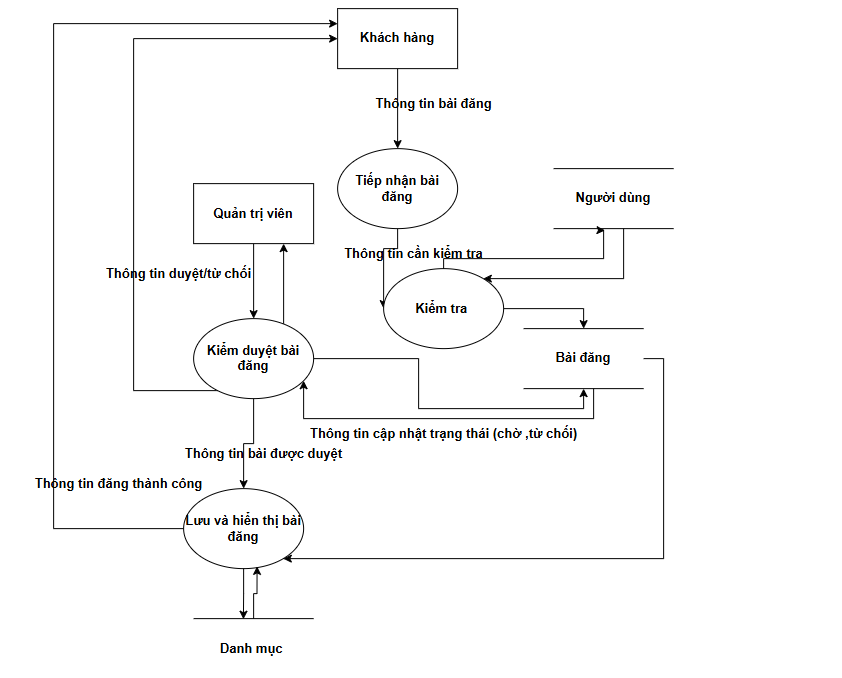 Khách hàng
Thông tin bài đăng
Tiếp nhận bài
đăng
Người dùng
Quản trị viên
Thông tin cần kiểm tra
Thông tin duyệt/từ chối
Kiểm tra
Kiểm duyệt bài
đăng
Bài đăng
Thông tin cập nhật trạng thái (chờ ,từ chối)
Thông tin bài được duyệt
Thông tin đăng thành công
Lưu và hiển thị bài
đăng
Danh mục